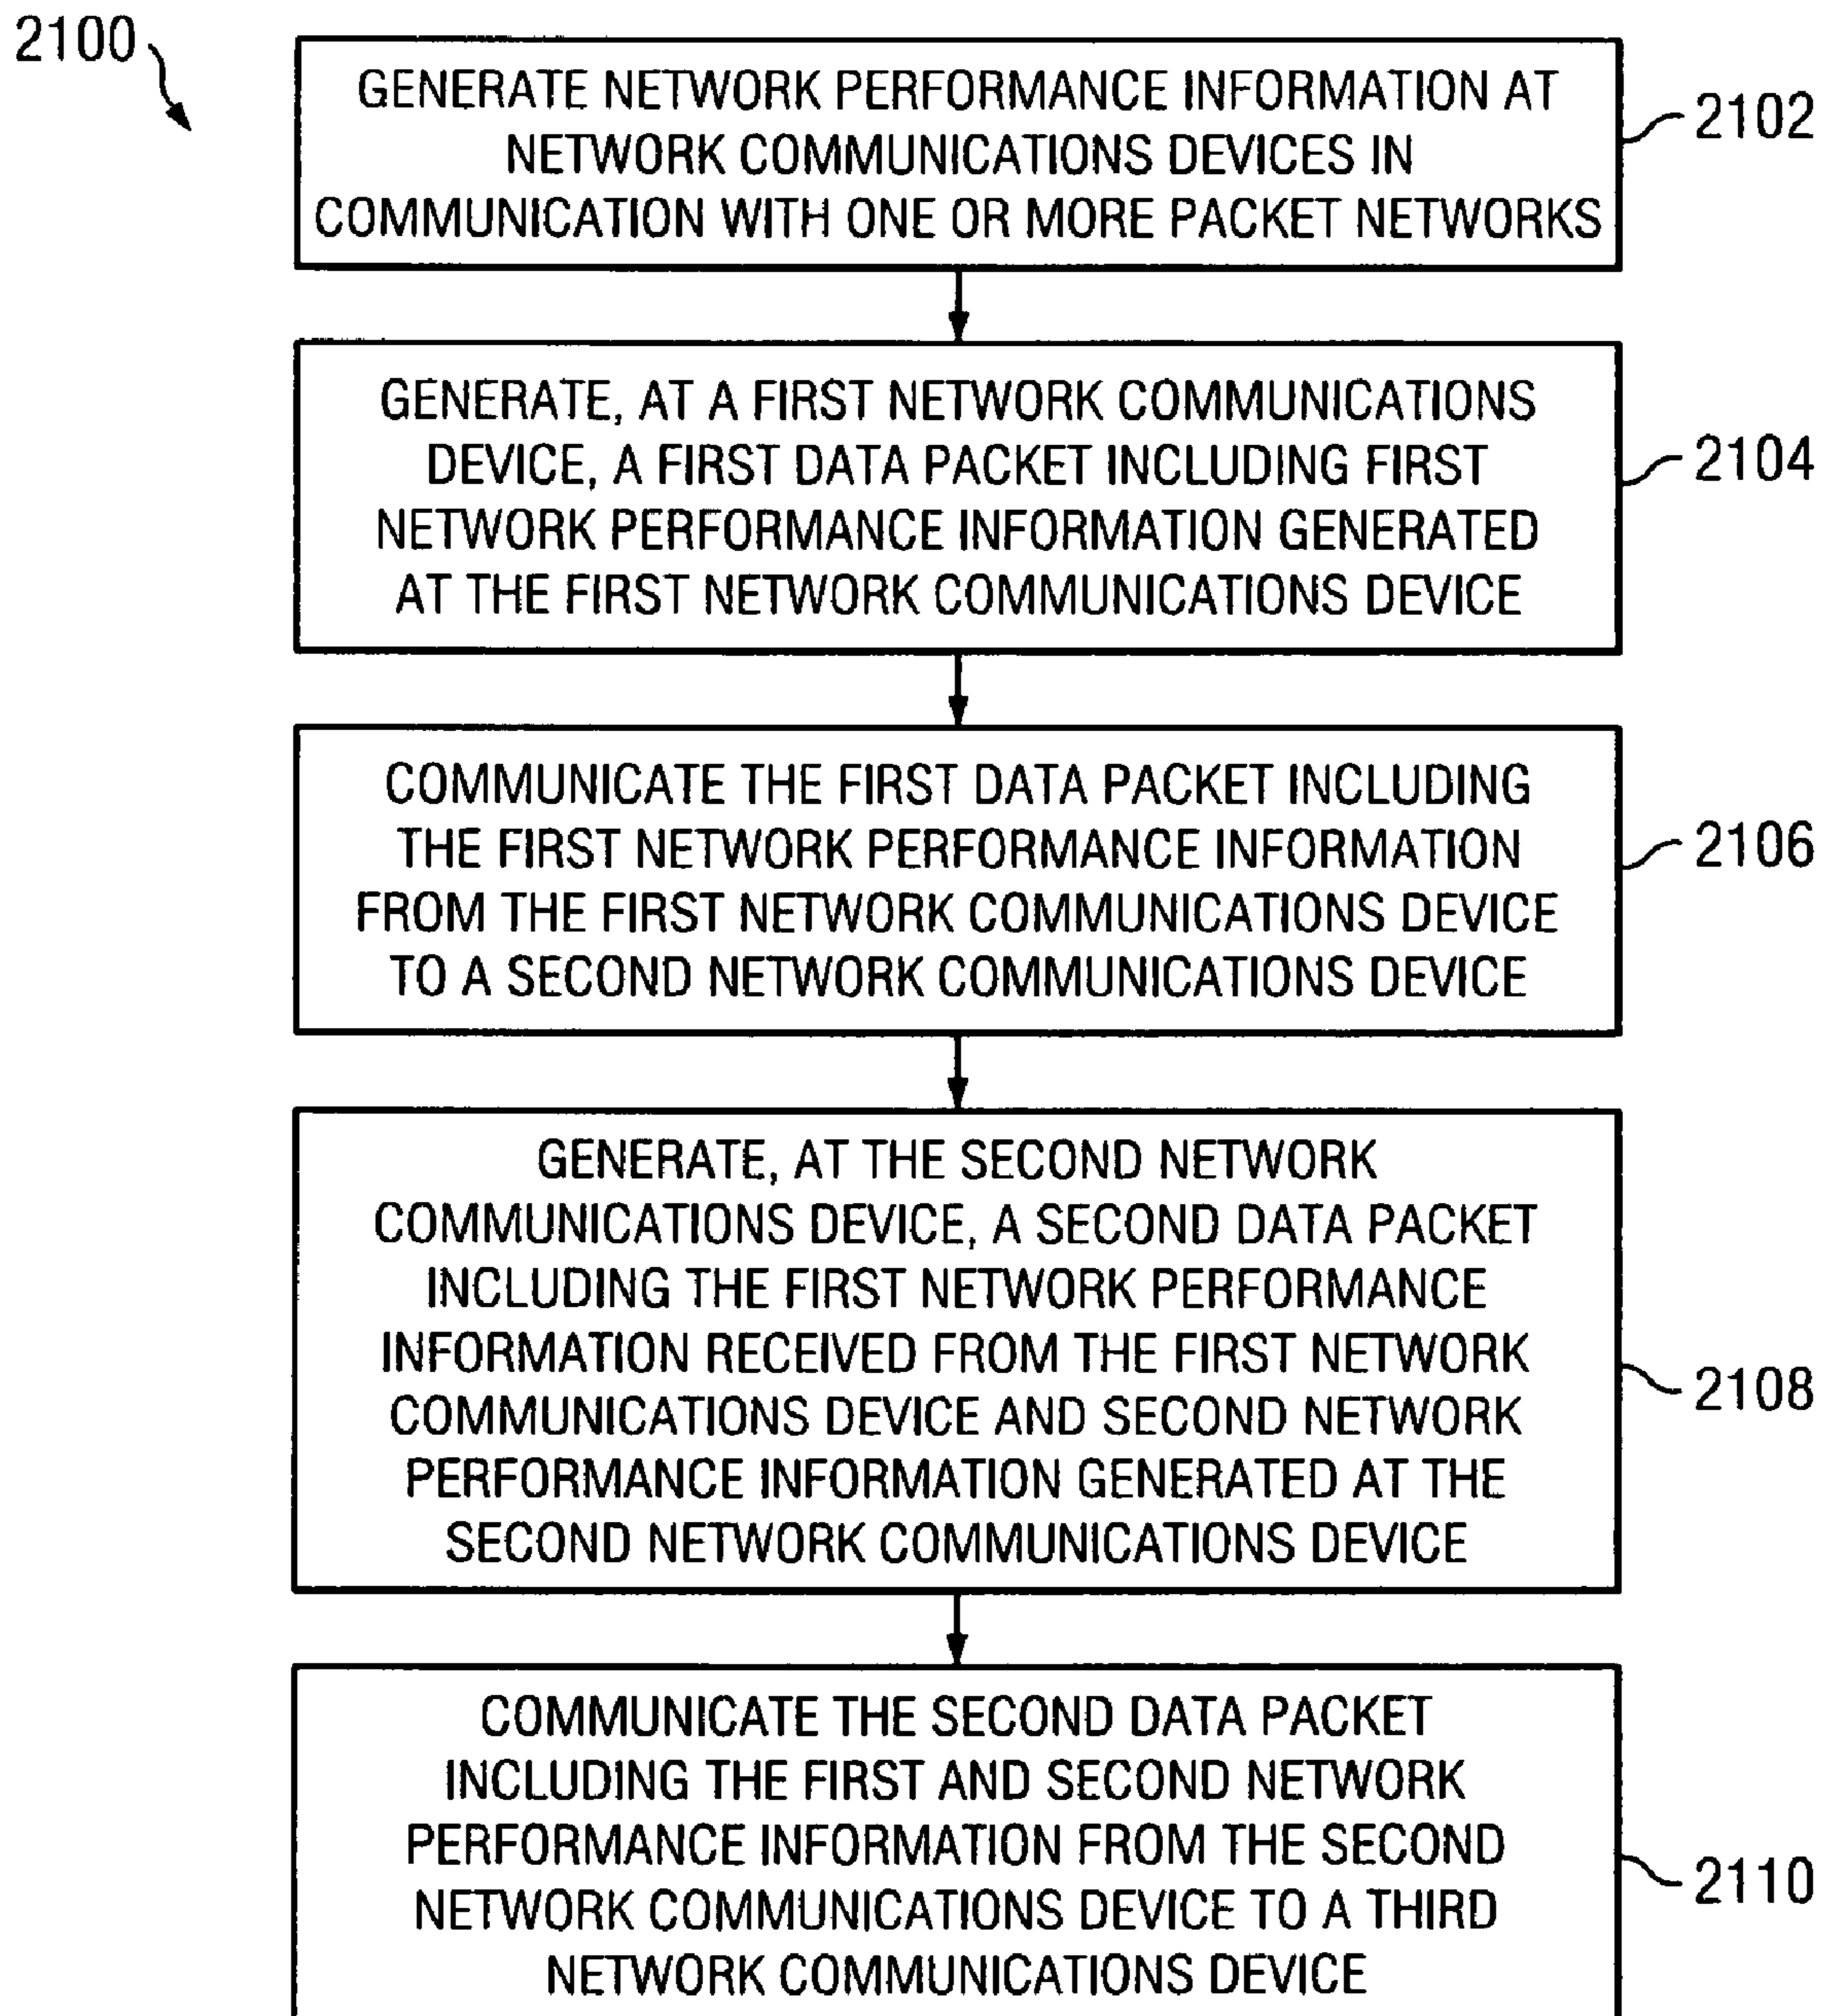 2100
GENERATE NETWORK PERFORMANCE INFORMATION AT
NETWORK COMMUNICATIONS DEVICES IN
COMMUNICATION WITH ONE OR MORE PACKET NETWORKS
2102
GENERATE, AT A FIRST NETWORK COMMUNICATIONS
DEVICE, A FIRST DATA PACKET INCLUDING FIRST
NETWORK PERFORMANCE INFORMATION GENERATED
AT THE FIRST NETWORK COMMUNICATIONS DEVICE
2104
COMMUNICATE THE FIRST DATA PACKET INCLUDING
THE FIRST NETWORK PERFORMANCE INFORMATION
FROM THE FIRST NETWORK COMMUNICATIONS DEVICE
TO A SECOND NETWORK COMMUNICATIONS DEVICE
2106
GENERATE, AT THE SECOND NETWORK
COMMUNICATIONS DEVICE, A SECOND DATA PACKET
INCLUDING THE FIRST NETWORK PERFORMANCE
INFORMATION RECEIVED FROM THE FIRST NETWORK
COMMUNICATIONS DEVICE AND SECOND NETWORK
PERFORMANCE INFORMATION GENERATED AT THE
SECOND NETWORK COMMUNICATIONS DEVICE
2108
COMMUNICATE THE SECOND DATA PACKET
INCLUDING THE FIRST AND SECOND NETWORK
PERFORMANCE INFORMATION FROM THE SECOND
NETWORK COMMUNICATIONS DEVICE TO A THIRD
NETWORK COMMUNICATIONS DEVICE
2110